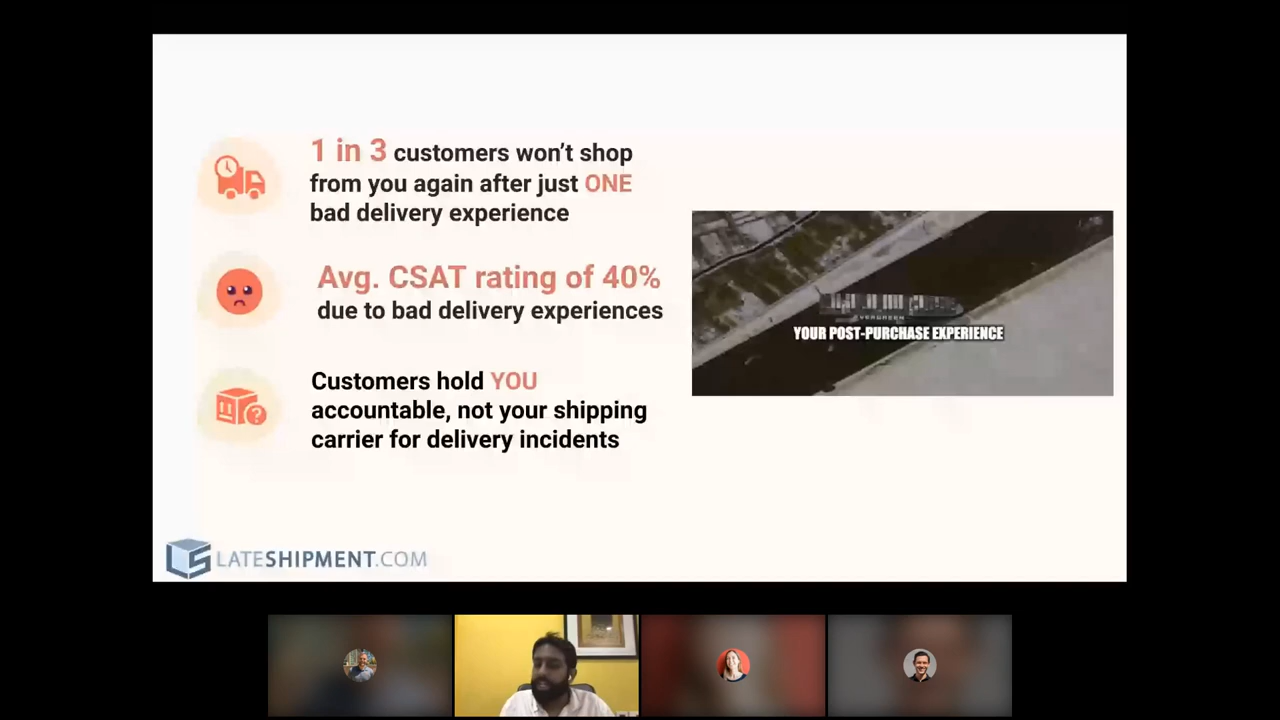 1 in 3 customers won’t shop
from you again after just ONE
bad delivery experience
Avg. CSAT rating of 40%
due to bad delivery experiences
Customers hold YOU
accountable, not your shipping
carrier for delivery incidents
EVERGREEN
YOUR POST-PURCHASE EXPERIENCE
LATESHIPMENT.COM